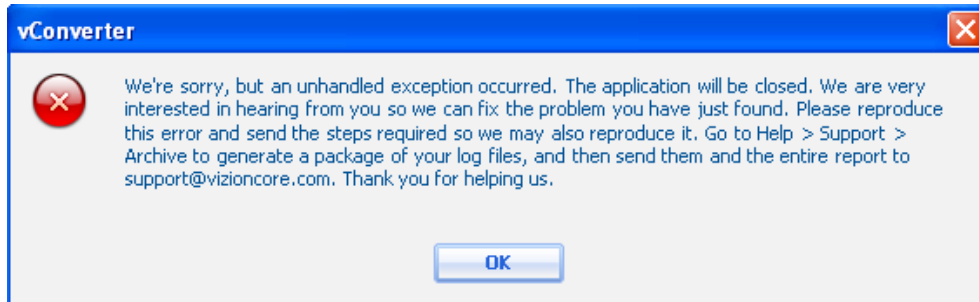 vConverter
We're sorry, but an unhandled exception occurred. The application will be closed. We are very
interested in hearing from you so we can fix the problem you have just found. Please reproduce
this error and send the steps required so we may also reproduce it. Go to Help > Support >
Archive to generate a package of your log files, and then send them and the entire report to
support@vizioncore.com. Thank you for helping us.
OK